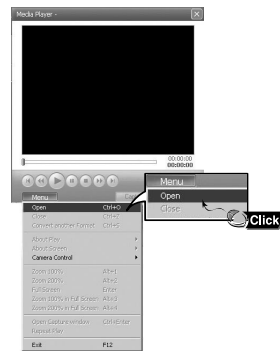 Media Player -
00:00:00
00:00:00
Menu
Open Ctrl+O
Close Ctrl+F
Convert another Format Ctrl+S
About Play
About Screen
Camera Control
Zoom 100% Alt+1
Zoom 200% Alt+2
Full Screen Enter
Zoom 100% in Full Screen Alt+3
Zoom 200% in Full Screen Alt+4
Open Capture window Ctrl+Enter
Repeat Play
Exit F12
Menu
Open
Close
Click